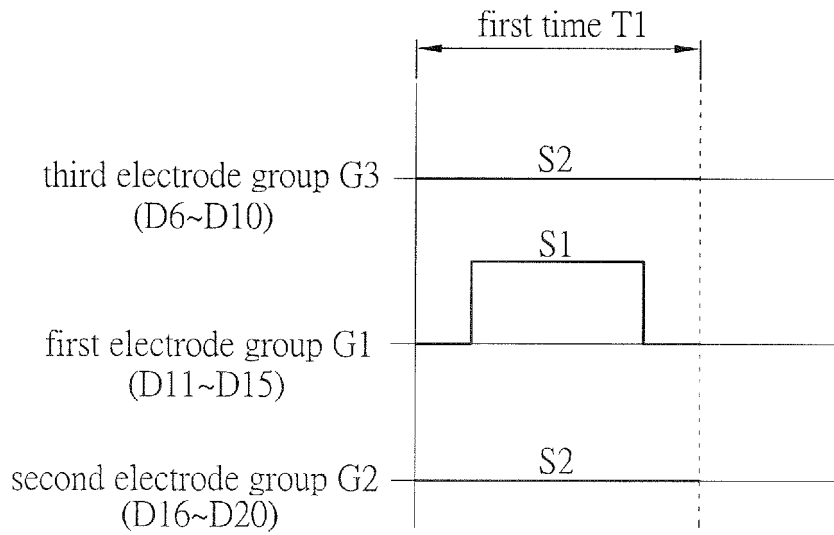 first time T1
third electrode group G3
(D6~D10)
S2
first electrode group G1
(D11~D15)
S1
second electrode group G2
(D16~D20)
S2